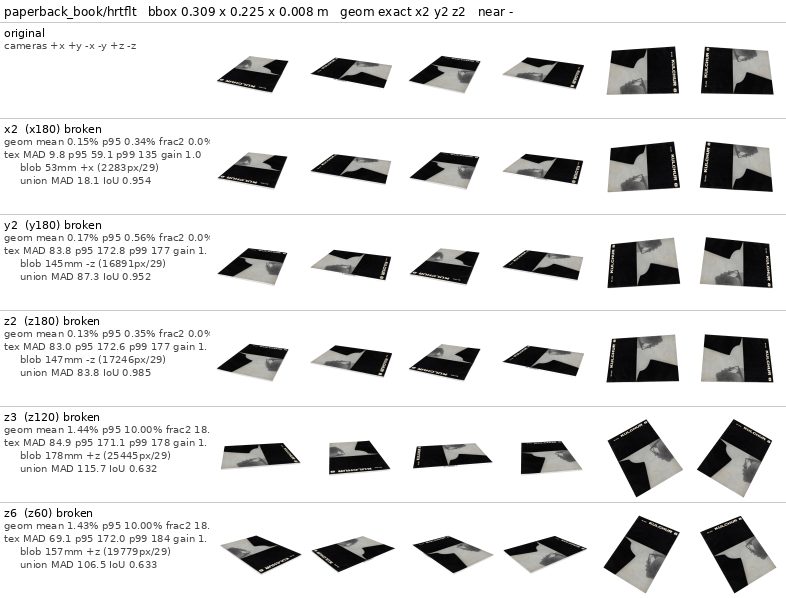 paperback_book/hrtflt bbox 0.309 x 0.225 x 0.008 m geom exact x2 y2 z2 near -
original
cameras +x +y -x -y +z -z
x2 (x180) broken
geom mean 0.15% p95 0.34% frac2 0.0%
tex MAD 9.8 p95 59.1 p99 135 gain 1.0
blob 53mm +x (2283px/29)
union MAD 18.1 IoU 0.954
y2 (y180) broken
geom mean 0.17% p95 0.56% frac2 0.0%
tex MAD 83.8 p95 172.8 p99 177 gain 1.
blob 145mm -z (16891px/29)
union MAD 87.3 IoU 0.952
z2 (z180) broken
geom mean 0.13% p95 0.35% frac2 0.0%
tex MAD 83.0 p95 172.6 p99 177 gain 1.
blob 147mm -z (17246px/29)
union MAD 83.8 IoU 0.985
z3 (z120) broken
geom mean 1.44% p95 10.00% frac2 18.
tex MAD 84.9 p95 171.1 p99 178 gain 1.
blob 178mm +z (25445px/29)
union MAD 115.7 IoU 0.632
z6 (z60) broken
geom mean 1.43% p95 10.00% frac2 18.
tex MAD 69.1 p95 172.0 p99 184 gain 1.
blob 157mm +z (19779px/29)
union MAD 106.5 IoU 0.633
KULCHUR